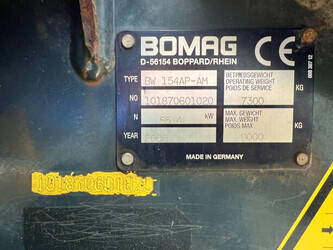 BOMAG CE
D-56154 BOPPARD/RHEIN
TYPE BW 154AP-AM
BETRIEBSGEWICHT
OPERATING WEIGHT
POIDS DE SERVICE
NO 101870601020 7300 KG
N kW
MAX. GEWICHT
MAX. WEIGHT
POIDS MAX.
YEAR KG
MADE IN GERMANY